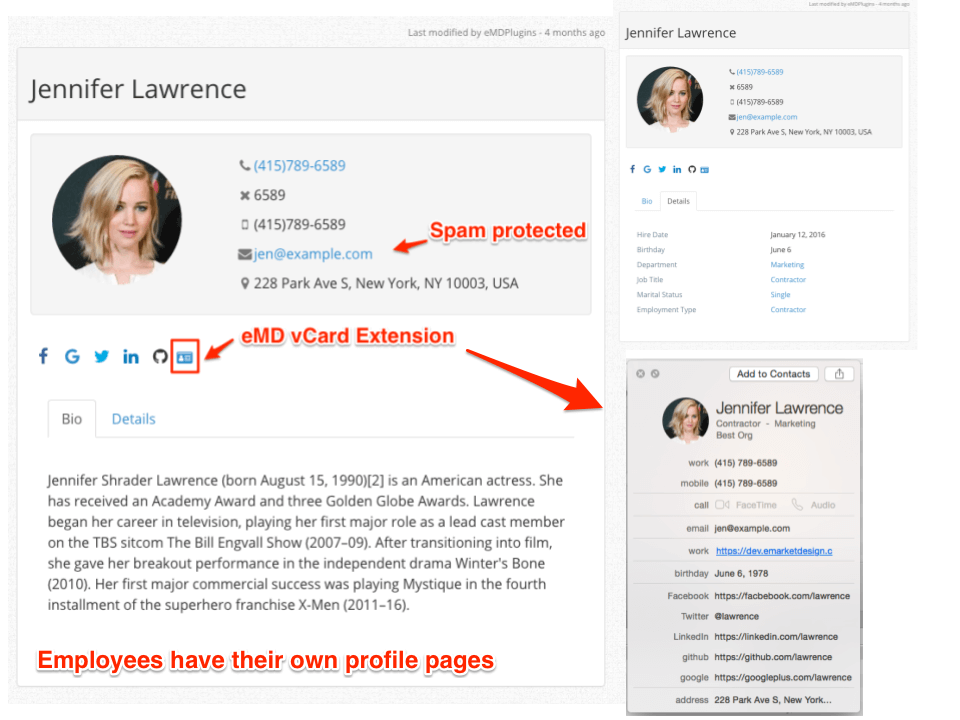 Last modified by eMDPlugins - 4 months ago
Jennifer Lawrence
(415)789-6589
6589
(415)789-6589
jen@example.com
Spam protected
228 Park Ave S, New York, NY 10003, USA
eMD vCard Extension
Bio
Details
Jennifer Shrader Lawrence (born August 15, 1990)[2] is an American actress. She
has received an Academy Award and three Golden Globe Awards. Lawrence
began her career in television, playing her first major role as a lead cast member
on the TBS sitcom The Bill Engvall Show (2007–09). After transitioning into film,
she gave her breakout performance in the independent drama Winter's Bone
(2010). Her first major commercial success was playing Mystique in the fourth
installment of the superhero franchise X-Men (2011–16).
Employees have their own profile pages
Last modified by eMDPlugins - 4 months ago
Jennifer Lawrence
(415)789-6589
6589
(415)789-6589
jen@example.com
228 Park Ave S, New York, NY 10003, USA
Bio
Details
Hire Date January 12, 2016
Birthday June 6
Department Marketing
Job Title Contractor
Marital Status Single
Employment Type Contractor
Add to Contacts
Jennifer Lawrence
Contractor - Marketing
Best Org
work (415) 789-6589
mobile (415) 789-6589
call FaceTime Audio
email jen@example.com
work https://dev.emarketdesign.c
birthday June 6, 1978
Facebook https://facbebook.com/lawrence
Twitter @lawrence
LinkedIn https://linkedin.com/lawrence
github https://github.com/lawrence
google https://googleplus.com/lawrence
address 228 Park Ave S, New York...